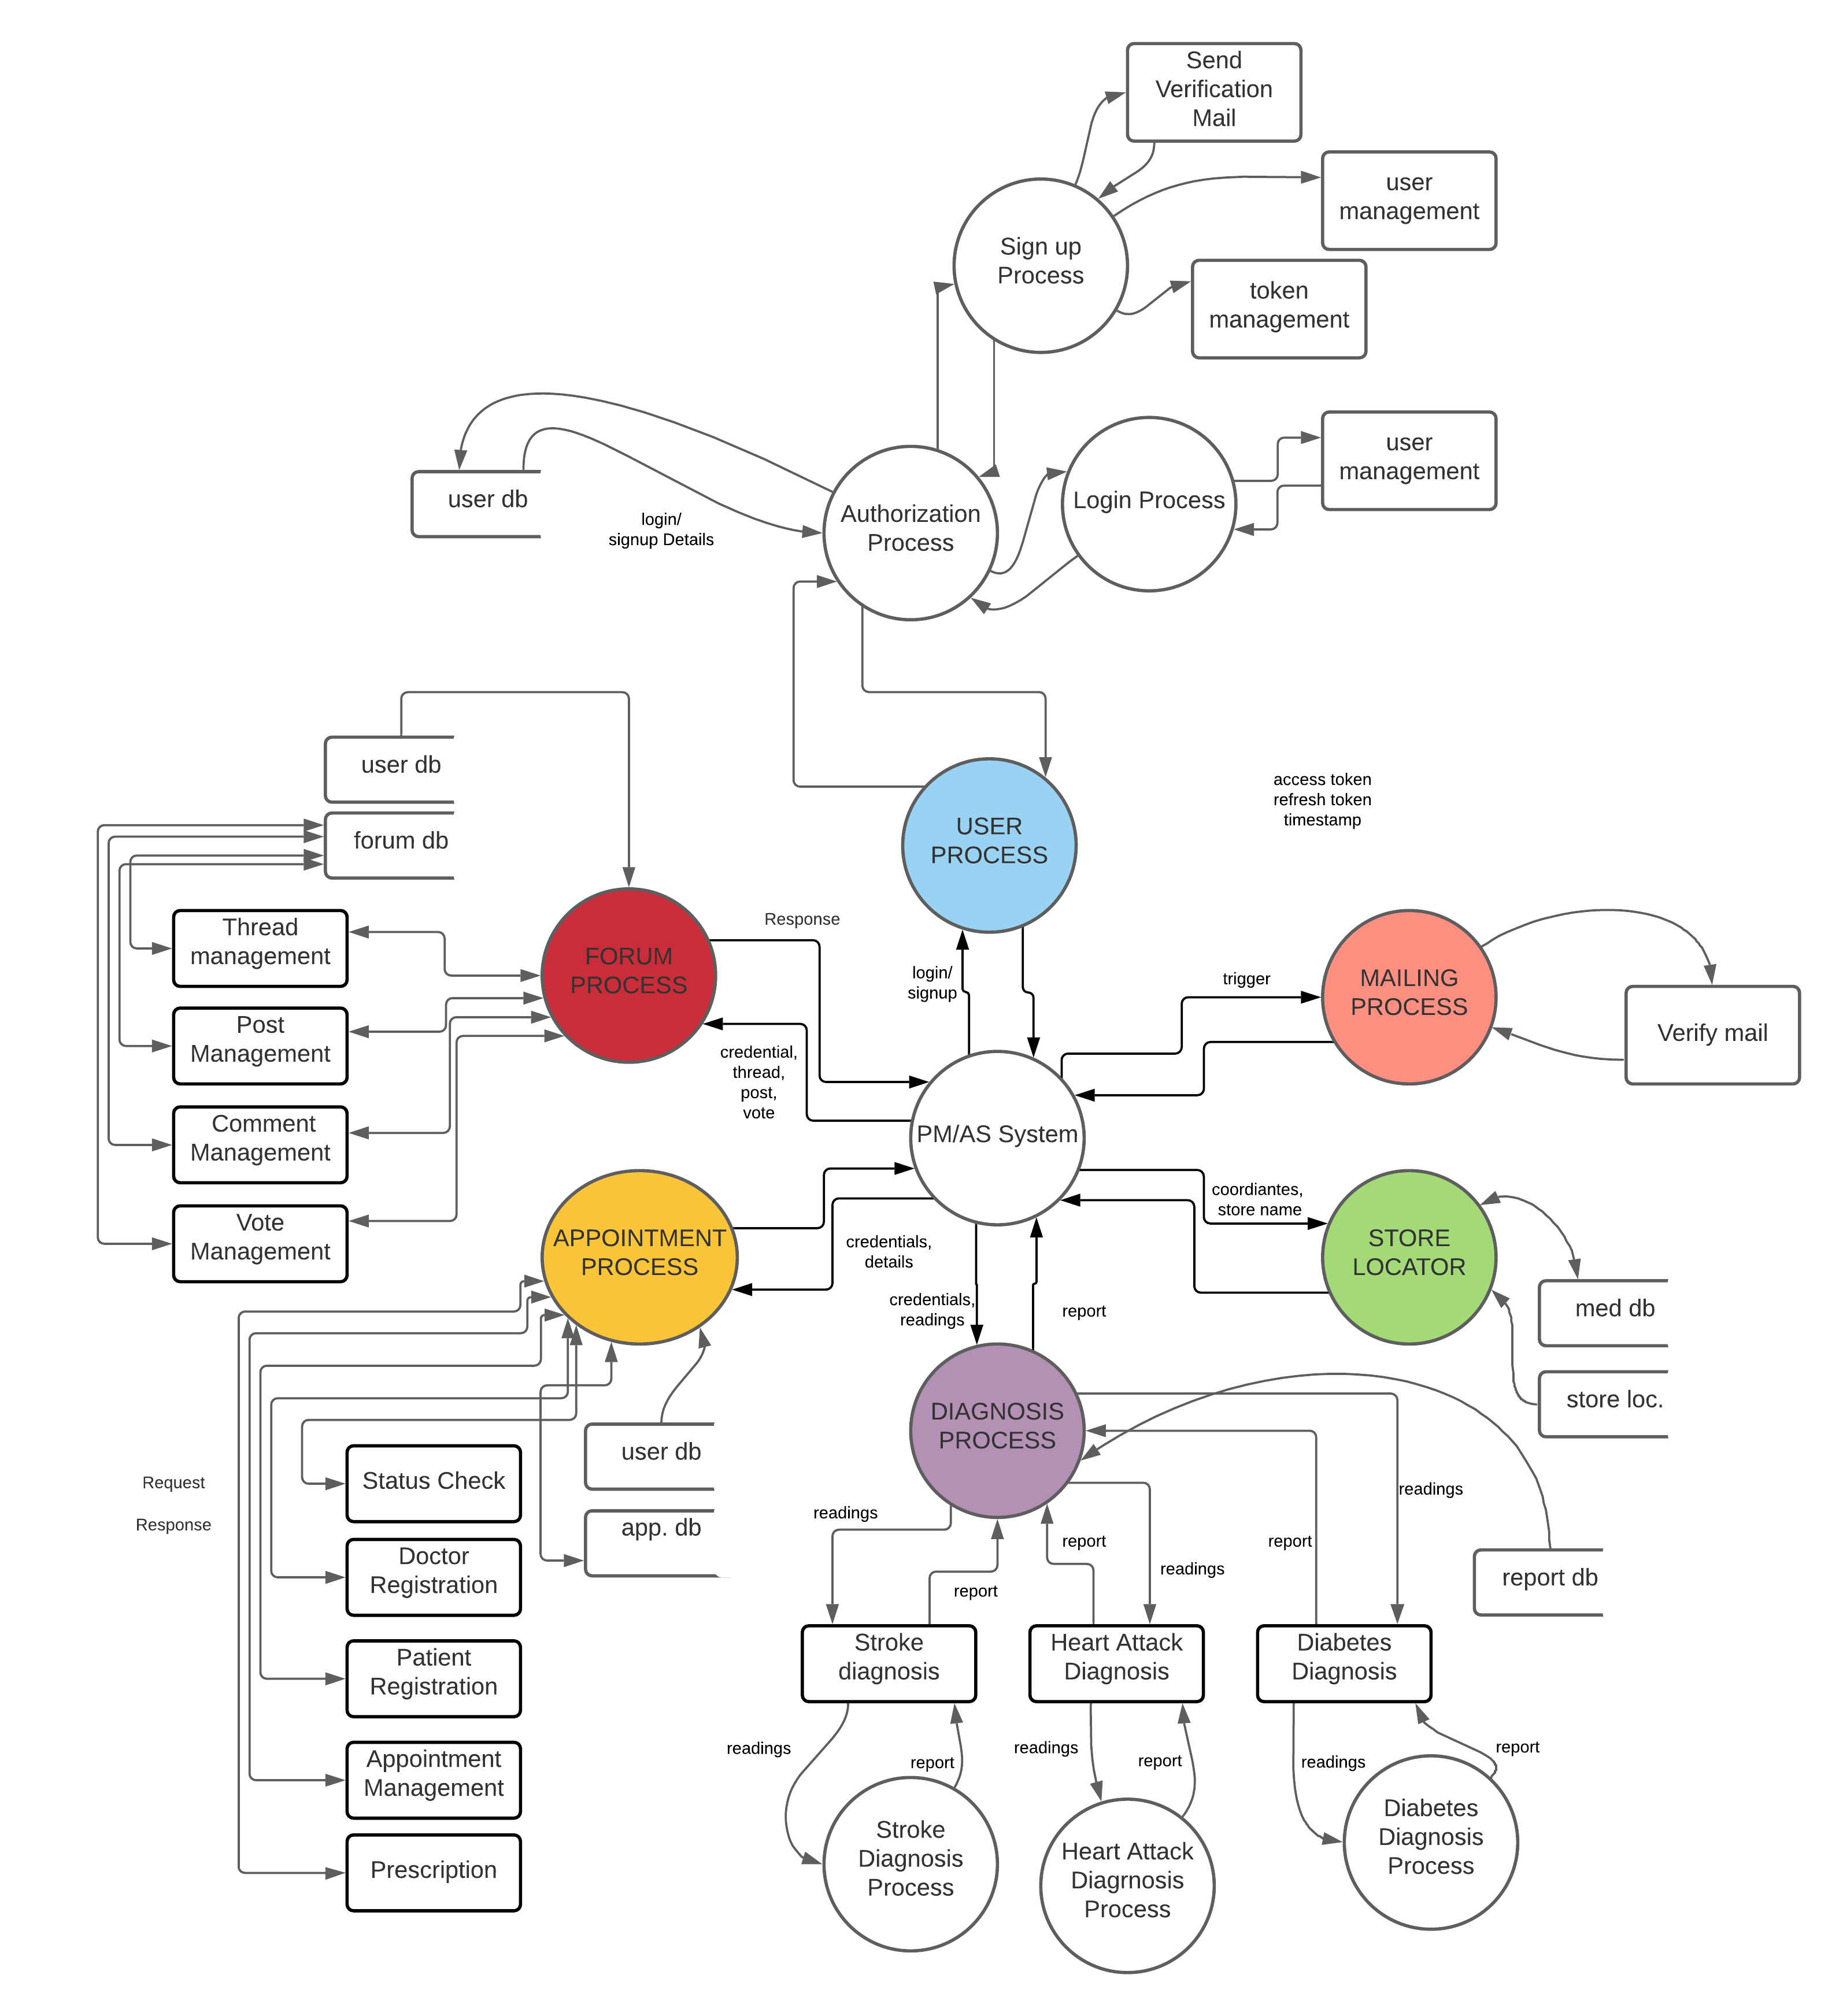 Send
Verification
Mail
user
management
Sign up
Process
token
management
user
management
user db
login/
signup Details
Authorization
Process
Login Process
user db
forum db
USER
PROCESS
access token
refresh token
timestamp
Thread
management
Post
Management
Comment
Management
Vote
Management
FORUM
PROCESS
Response
credential,
thread,
post,
vote
login/
signup
trigger
MAILING
PROCESS
Verify mail
PM/AS System
APPOINTMENT
PROCESS
credentials,
details
credentials,
readings
report
coordiantes,
store name
STORE
LOCATOR
med db
store loc.
DIAGNOSIS
PROCESS
user db
app. db
Request
Response
Status Check
Doctor
Registration
Patient
Registration
Appointment
Management
Prescription
readings
report
report
readings
report
readings
report db
Stroke
diagnosis
Heart Attack
Diagnosis
Diabetes
Diagnosis
readings
report
readings
report
readings
report
Stroke
Diagnosis
Process
Heart Attack
Diagrnosis
Process
Diabetes
Diagnosis
Process